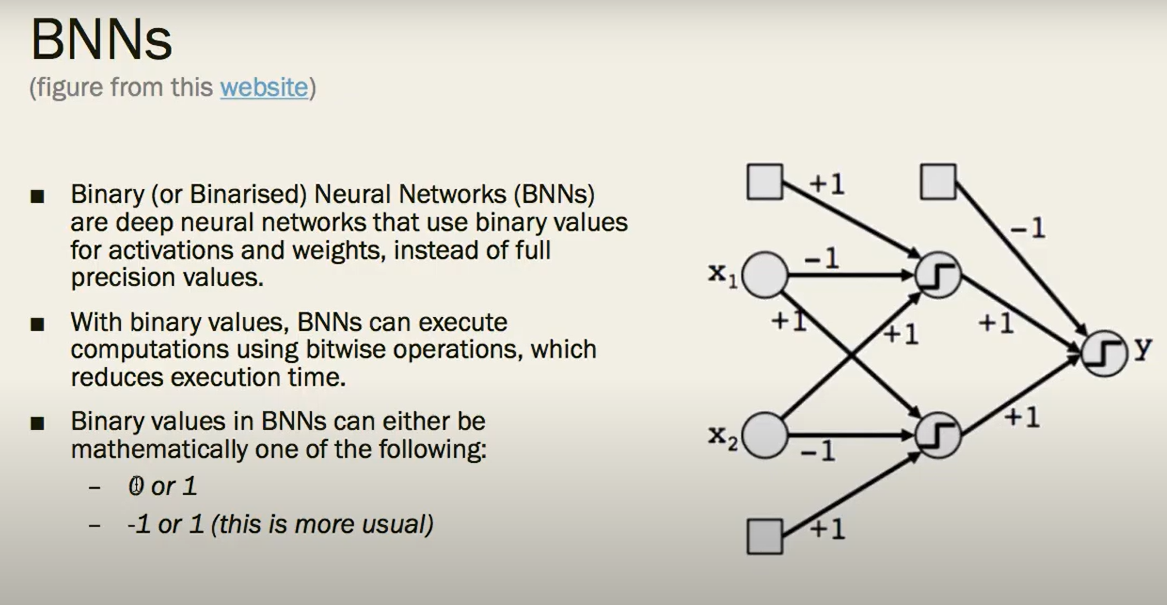 BNNs
(figure from this website)
▪ Binary (or Binarised) Neural Networks (BNNs)
are deep neural networks that use binary values
for activations and weights, instead of full
precision values.
▪ With binary values, BNNs can execute
computations using bitwise operations, which
reduces execution time.
▪ Binary values in BNNs can either be
mathematically one of the following:
– 0 or 1
– -1 or 1 (this is more usual)
+1
−1
x₁
−1
+1
+1
+1
y
x₂
−1
+1
+1